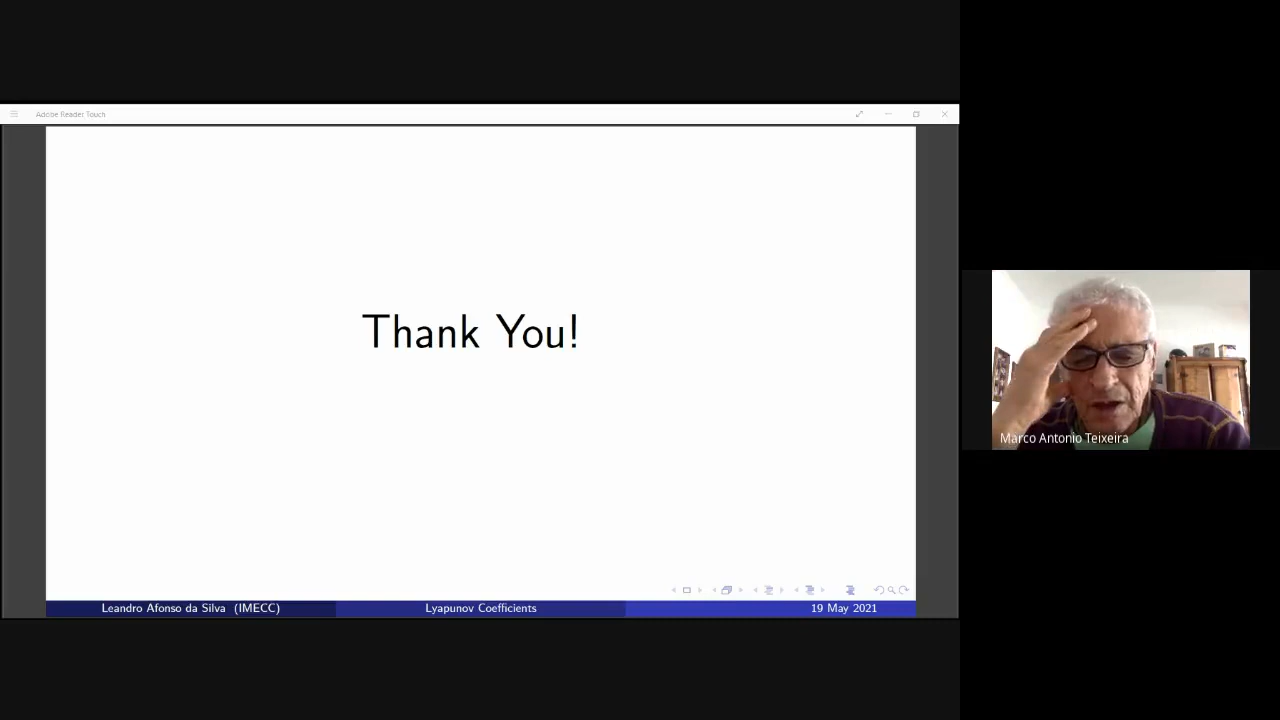 Adobe Reader Touch
Thank You!
Marco Antonio Teixeira
Leandro Afonso da Silva (IMECC)
Lyapunov Coefficients
19 May 2021